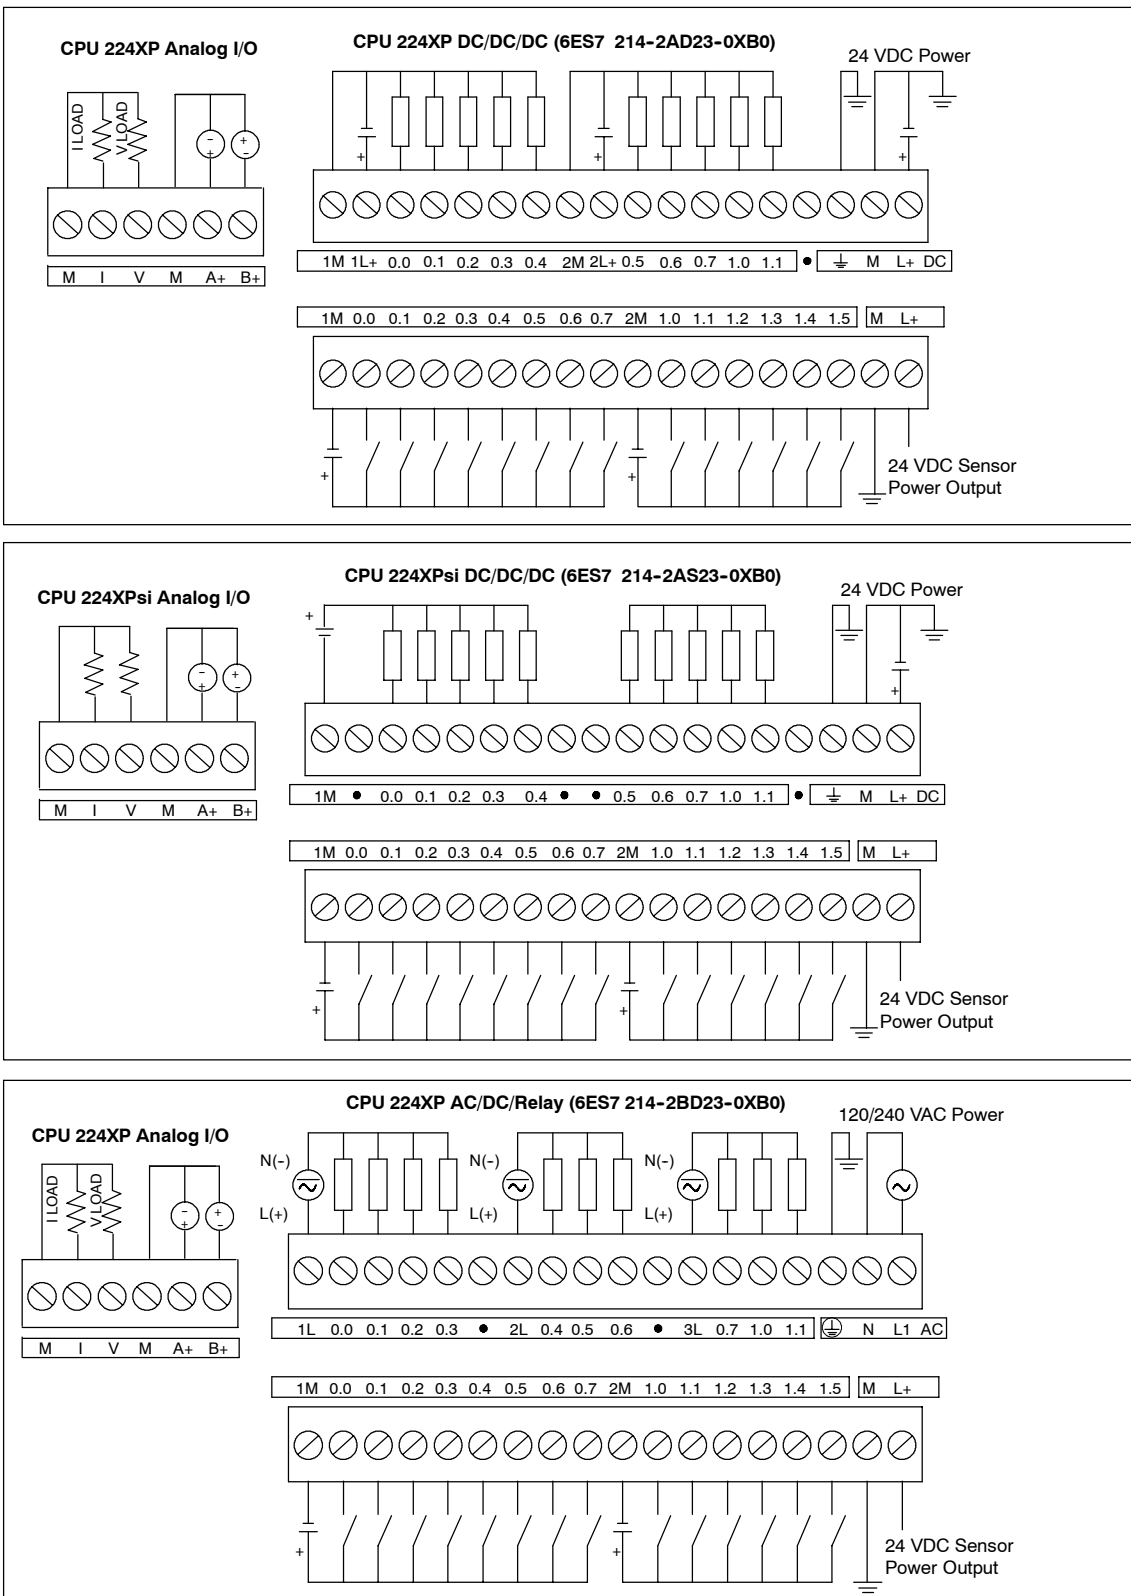 CPU 224XP Analog I/O
CPU 224XP DC/DC/DC (6ES7 214-2AD23-0XB0)
24 VDC Power
I LOAD
V LOAD
- + + -
+ + +
1M 1L+ 0.0 0.1 0.2 0.3 0.4 2M 2L+ 0.5 0.6 0.7 1.0 1.1 • ⏚ M L+ DC
M I V M A+ B+
1M 0.0 0.1 0.2 0.3 0.4 0.5 0.6 0.7 2M 1.0 1.1 1.2 1.3 1.4 1.5 M L+
+ +
24 VDC Sensor
Power Output
CPU 224XPsi Analog I/O
CPU 224XPsi DC/DC/DC (6ES7 214-2AS23-0XB0)
24 VDC Power
+
- + + -
+
1M • 0.0 0.1 0.2 0.3 0.4 • • 0.5 0.6 0.7 1.0 1.1 • ⏚ M L+ DC
M I V M A+ B+
1M 0.0 0.1 0.2 0.3 0.4 0.5 0.6 0.7 2M 1.0 1.1 1.2 1.3 1.4 1.5 M L+
+ +
24 VDC Sensor
Power Output
CPU 224XP Analog I/O
CPU 224XP AC/DC/Relay (6ES7 214-2BD23-0XB0)
120/240 VAC Power
I LOAD
V LOAD
- + + -
N(-) N(-) N(-)
L(+) L(+) L(+)
1L 0.0 0.1 0.2 0.3 • 2L 0.4 0.5 0.6 • 3L 0.7 1.0 1.1 ⏚ N L1 AC
M I V M A+ B+
1M 0.0 0.1 0.2 0.3 0.4 0.5 0.6 0.7 2M 1.0 1.1 1.2 1.3 1.4 1.5 M L+
+ +
24 VDC Sensor
Power Output